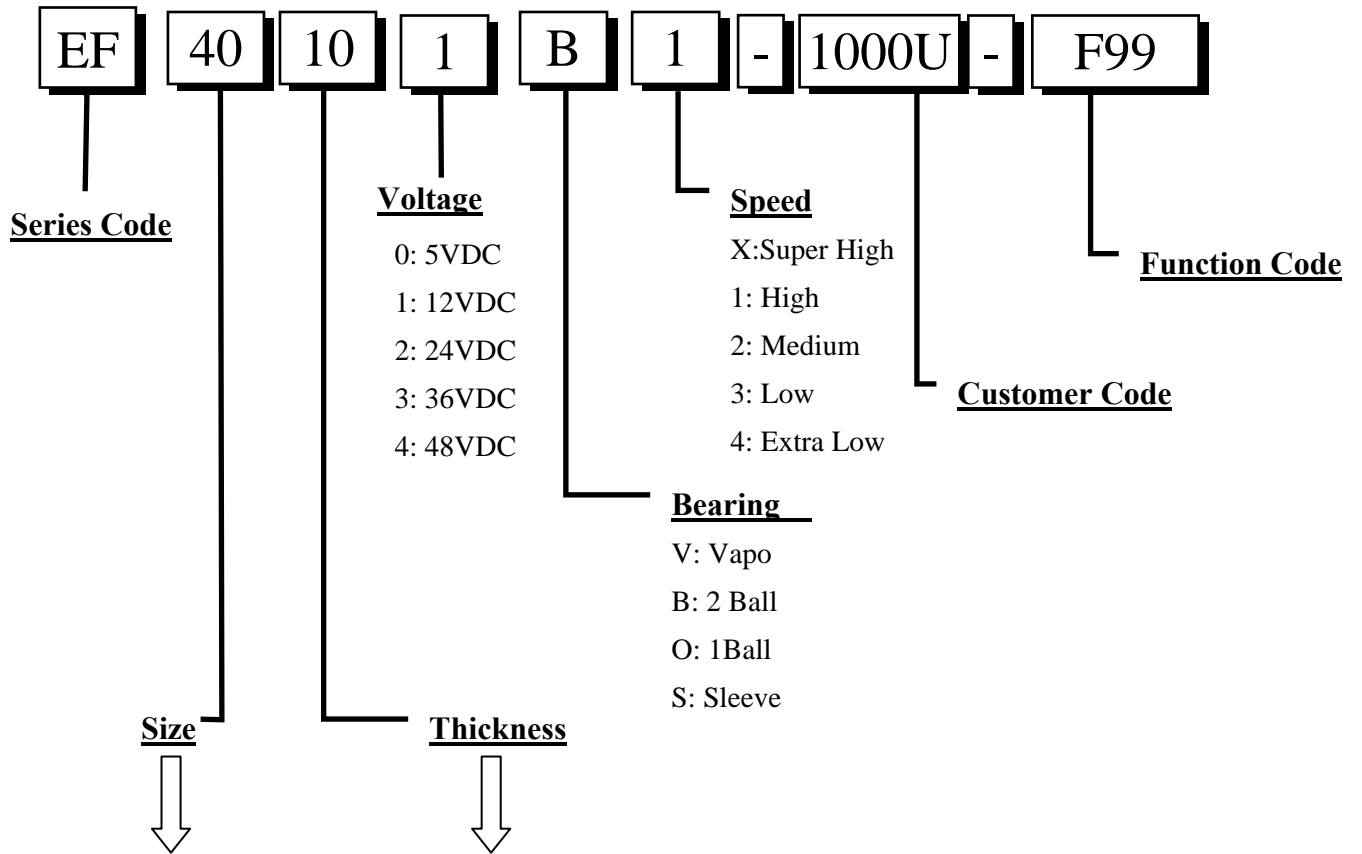 EF 40 10 1 B 1 - 1000U - F99
Series Code
Voltage
0: 5VDC
1: 12VDC
2: 24VDC
3: 36VDC
4: 48VDC
Speed
X:Super High
1: High
2: Medium
3: Low
4: Extra Low
Function Code
Customer Code
Bearing
V: Vapo
B: 2 Ball
O: 1Ball
S: Sleeve
Size
Thickness